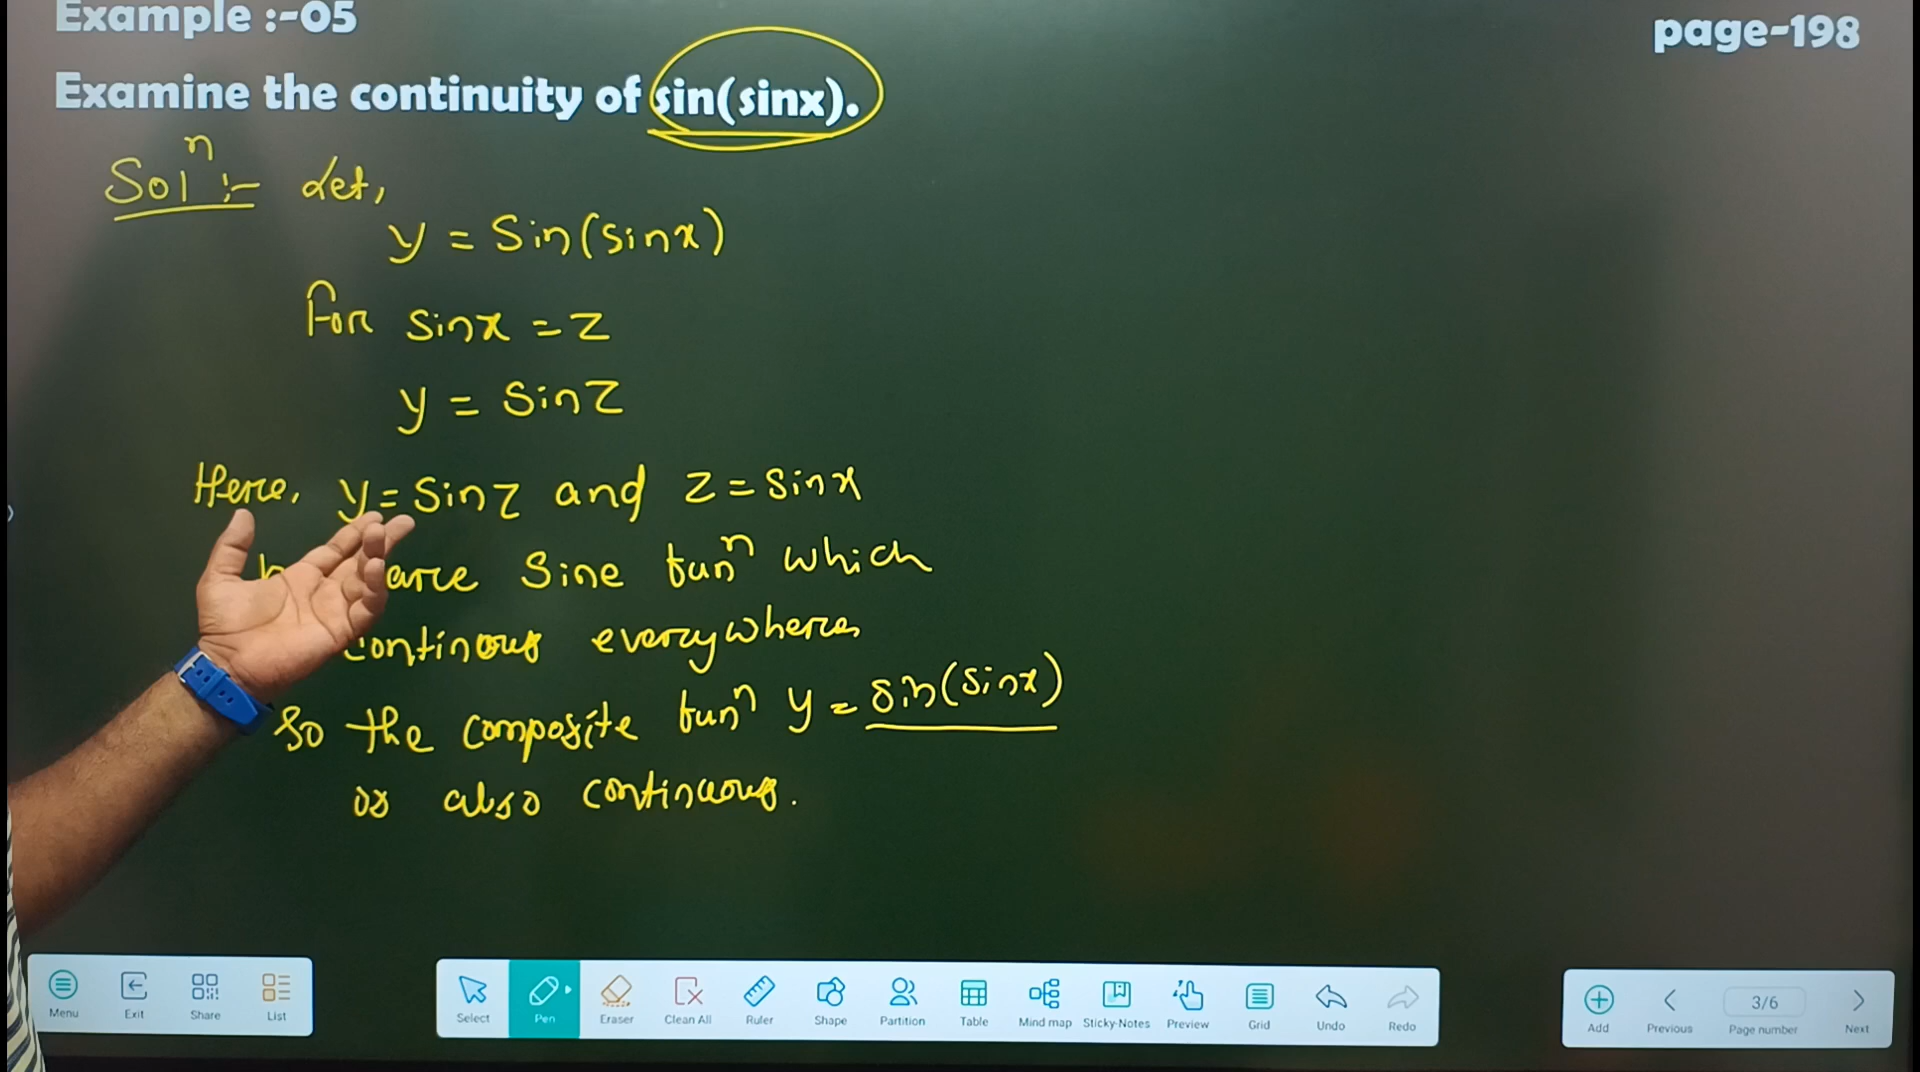 Example :-05
page-198
Examine the continuity of sin(sinx).
Solⁿ :- Let,
y = Sin(sinx)
For sinx = z
y = sinz
Here, y = sinz and z = sinx
are sine funⁿ which
continous everywhere,
So the composite funⁿ y = sin(sinx)
is also continuous.
Menu Exit Share List Select Pen Eraser Clean All Ruler Shape Partition Table Mind map Sticky-Notes Preview Grid Undo Redo Add Previous 3/6 Page number Next